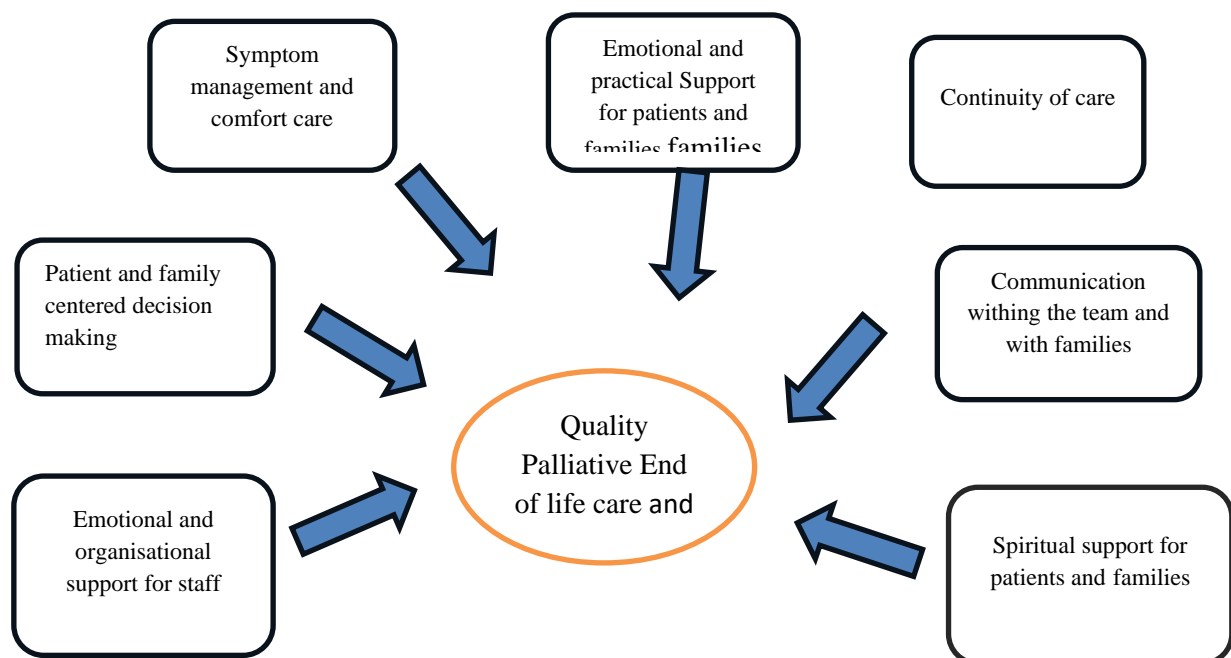 Symptom
management and
comfort care
Emotional and
practical Support
for patients and
families families
Continuity of care
Patient and family
centered decision
making
Communication
withing the team and
with families
Quality
Palliative End
of life care and
Emotional and
organisational
support for staff
Spiritual support for
patients and families